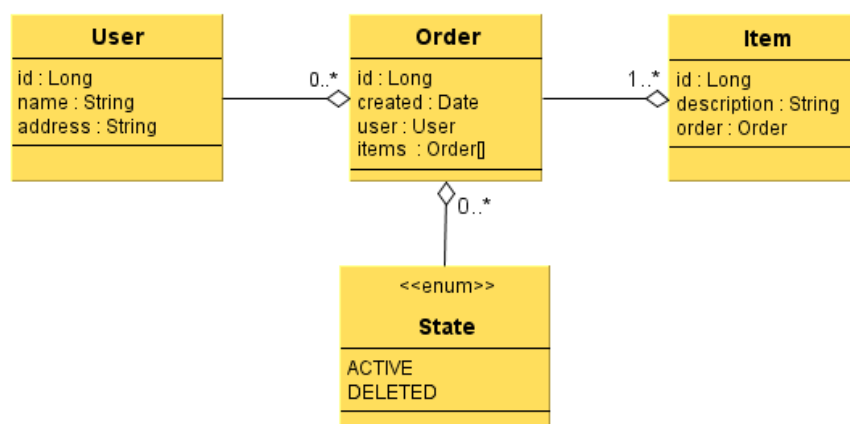 User
id : Long
name : String
address : String
0..*
Order
id : Long
created : Date
user : User
items : Order[]
1..*
Item
id : Long
description : String
order : Order
0..*
<<enum>>
State
ACTIVE
DELETED